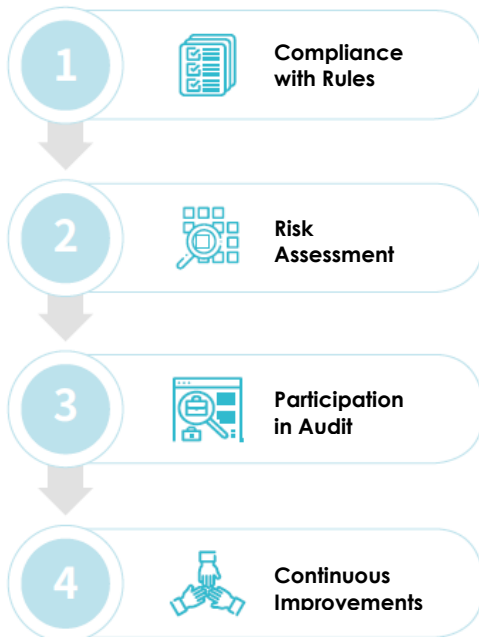 1
Compliance
with Rules
2
Risk
Assessment
3
Participation
in Audit
4
Continuous
Improvements